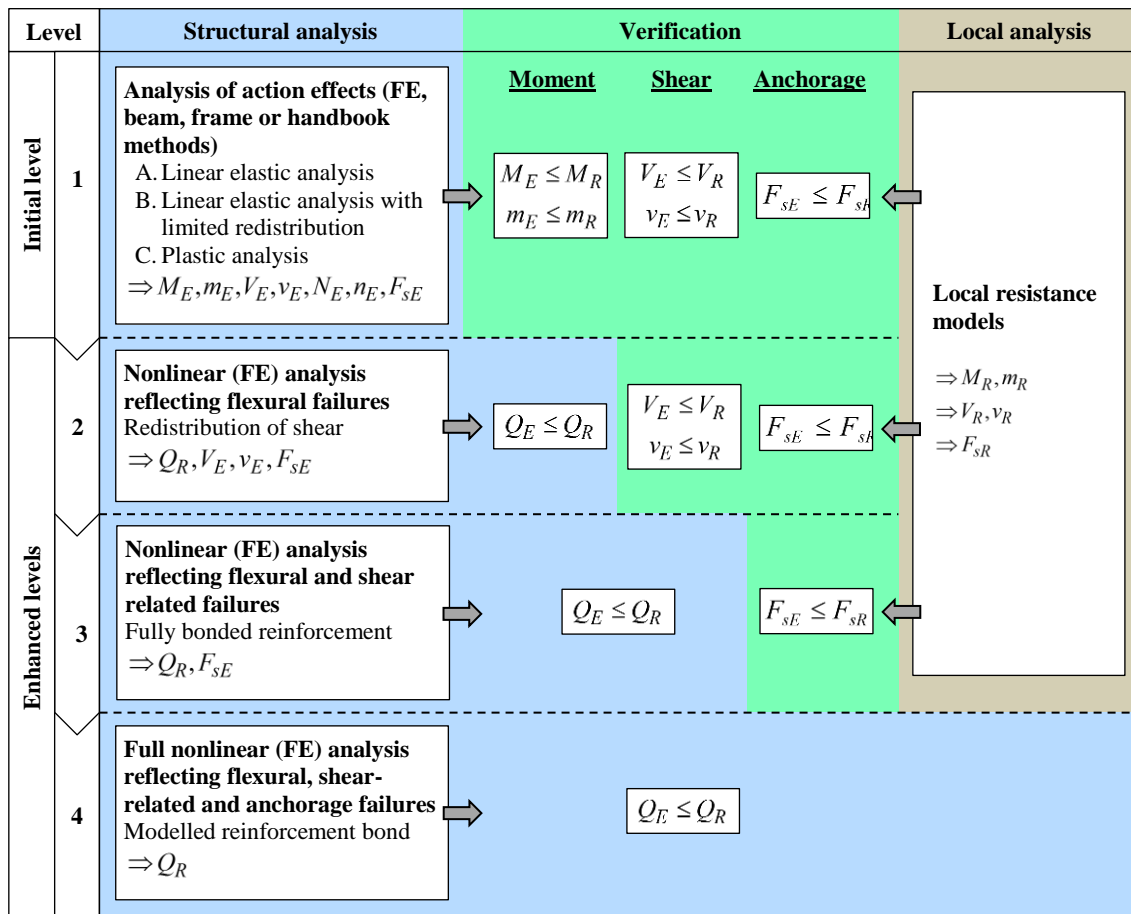 Level
Structural analysis
Verification
Local analysis
Initial level
1
Analysis of action effects (FE,
beam, frame or handbook
methods)
A. Linear elastic analysis
B. Linear elastic analysis with
limited redistribution
C. Plastic analysis
⇒ M_E, m_E, V_E, v_E, N_E, n_E, F_sE
Moment
Shear
Anchorage
M_E ≤ M_R
m_E ≤ m_R
V_E ≤ V_R
v_E ≤ v_R
F_sE ≤ F_sR
Local resistance
models
⇒ M_R, m_R
⇒ V_R, v_R
⇒ F_sR
Enhanced levels
2
Nonlinear (FE) analysis
reflecting flexural failures
Redistribution of shear
⇒ Q_R, V_E, v_E, F_sE
Q_E ≤ Q_R
V_E ≤ V_R
v_E ≤ v_R
F_sE ≤ F_sR
3
Nonlinear (FE) analysis
reflecting flexural and shear
related failures
Fully bonded reinforcement
⇒ Q_R, F_sE
Q_E ≤ Q_R
F_sE ≤ F_sR
4
Full nonlinear (FE) analysis
reflecting flexural, shear-
related and anchorage failures
Modelled reinforcement bond
⇒ Q_R
Q_E ≤ Q_R